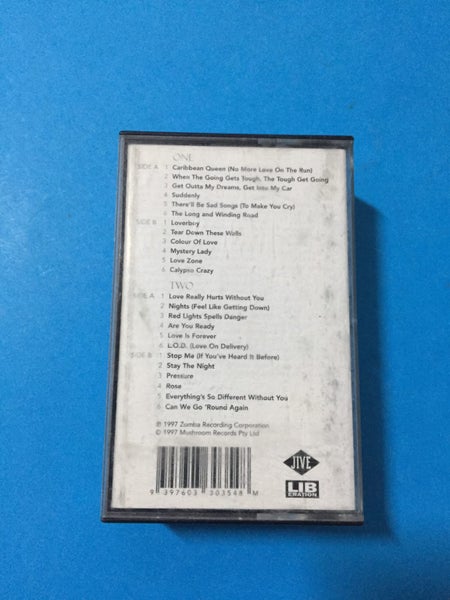 ONE
SIDE A 1 Caribbean Queen (No More Love On The Run)
2 When The Going Gets Tough, The Tough Get Going
3 Get Outta My Dreams, Get Into My Car
4 Suddenly
5 There'll Be Sad Songs (To Make You Cry)
6 The Long and Winding Road
SIDE B 1 Loverboy
2 Tear Down These Walls
3 Colour Of Love
4 Mystery Lady
5 Love Zone
6 Calypso Crazy
TWO
SIDE A 1 Love Really Hurts Without You
2 Nights (Feel Like Getting Down)
3 Red Lights Spells Danger
4 Are You Ready
5 Love Is Forever
6 L.O.D. (Love On Delivery)
SIDE B 1 Stop Me (If You've Heard It Before)
2 Stay The Night
3 Pressure
4 Rose
5 Everything's So Different Without You
6 Can We Go 'Round Again
℗ 1997 Zomba Recording Corporation
© 1997 Mushroom Records Pty Ltd
JIVE
LIB
ERATION
9 397603 303548 M